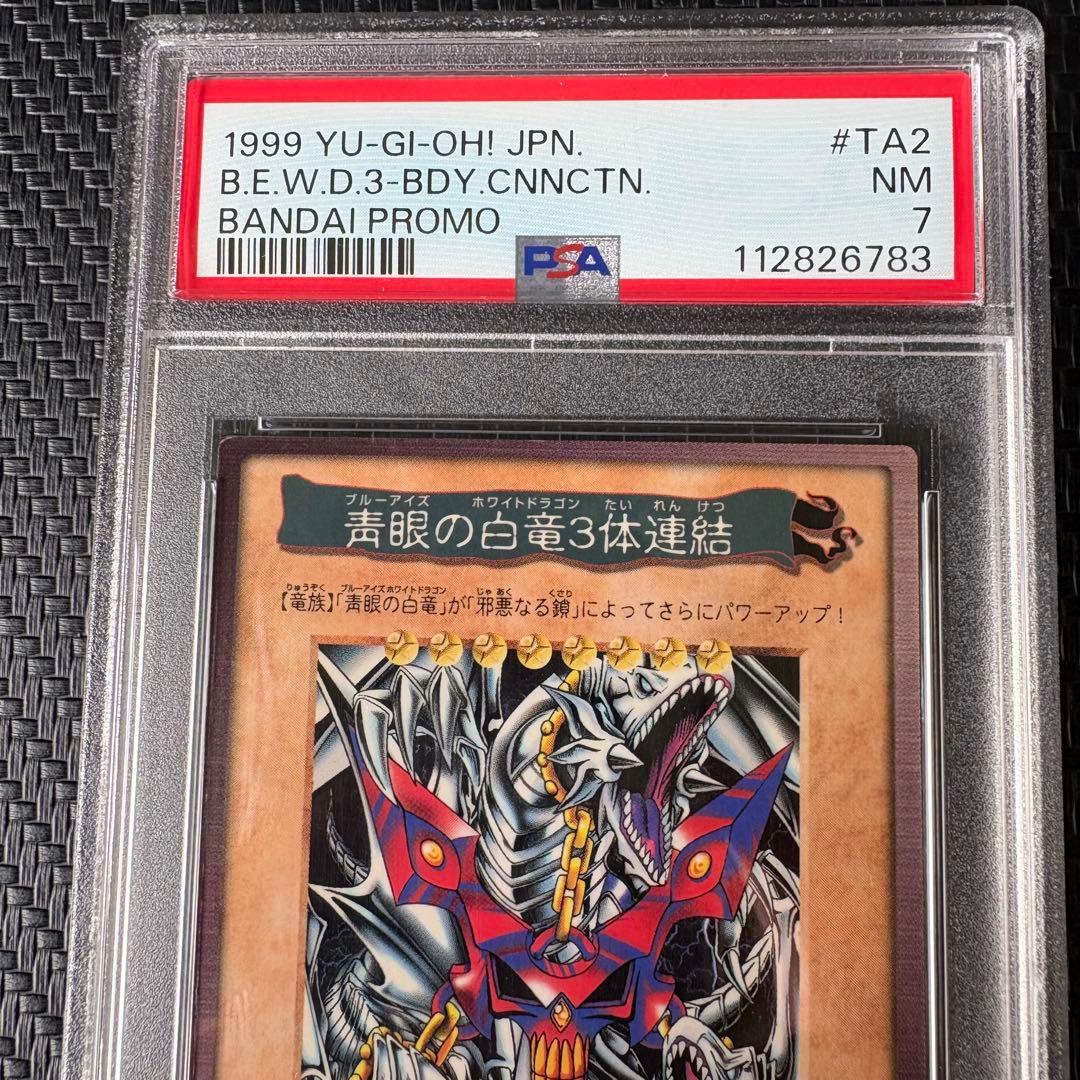 1999 YU-GI-OH! JPN. #TA2
B.E.W.D.3-BDY.CNNCTN. NM
BANDAI PROMO 7
PSA 112826783
ブルーアイズ ホワイトドラゴン たい れん けつ
青眼の白竜3体連結
りゅうぞく ブルーアイズホワイトドラゴン じゃ あく くさり
【竜族】「青眼の白竜」が「邪悪なる鎖」によってさらにパワーアップ!